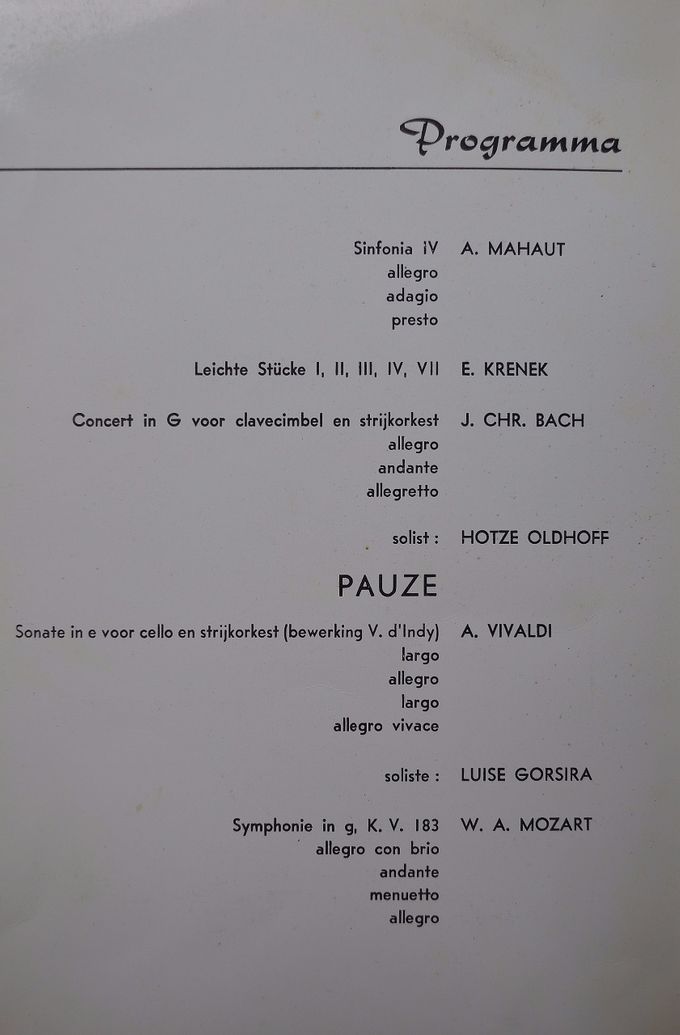 Programma
Sinfonia IV A. MAHAUT
allegro
adagio
presto
Leichte Stücke I, II, III, IV, VII E. KRENEK
Concert in G voor clavecimbel en strijkorkest J. CHR. BACH
allegro
andante
allegretto
solist : HOTZE OLDHOFF
PAUZE
Sonate in e voor cello en strijkorkest (bewerking V. d'Indy) A. VIVALDI
largo
allegro
largo
allegro vivace
soliste : LUISE GORSIRA
Symphonie in g, K. V. 183 W. A. MOZART
allegro con brio
andante
menuetto
allegro